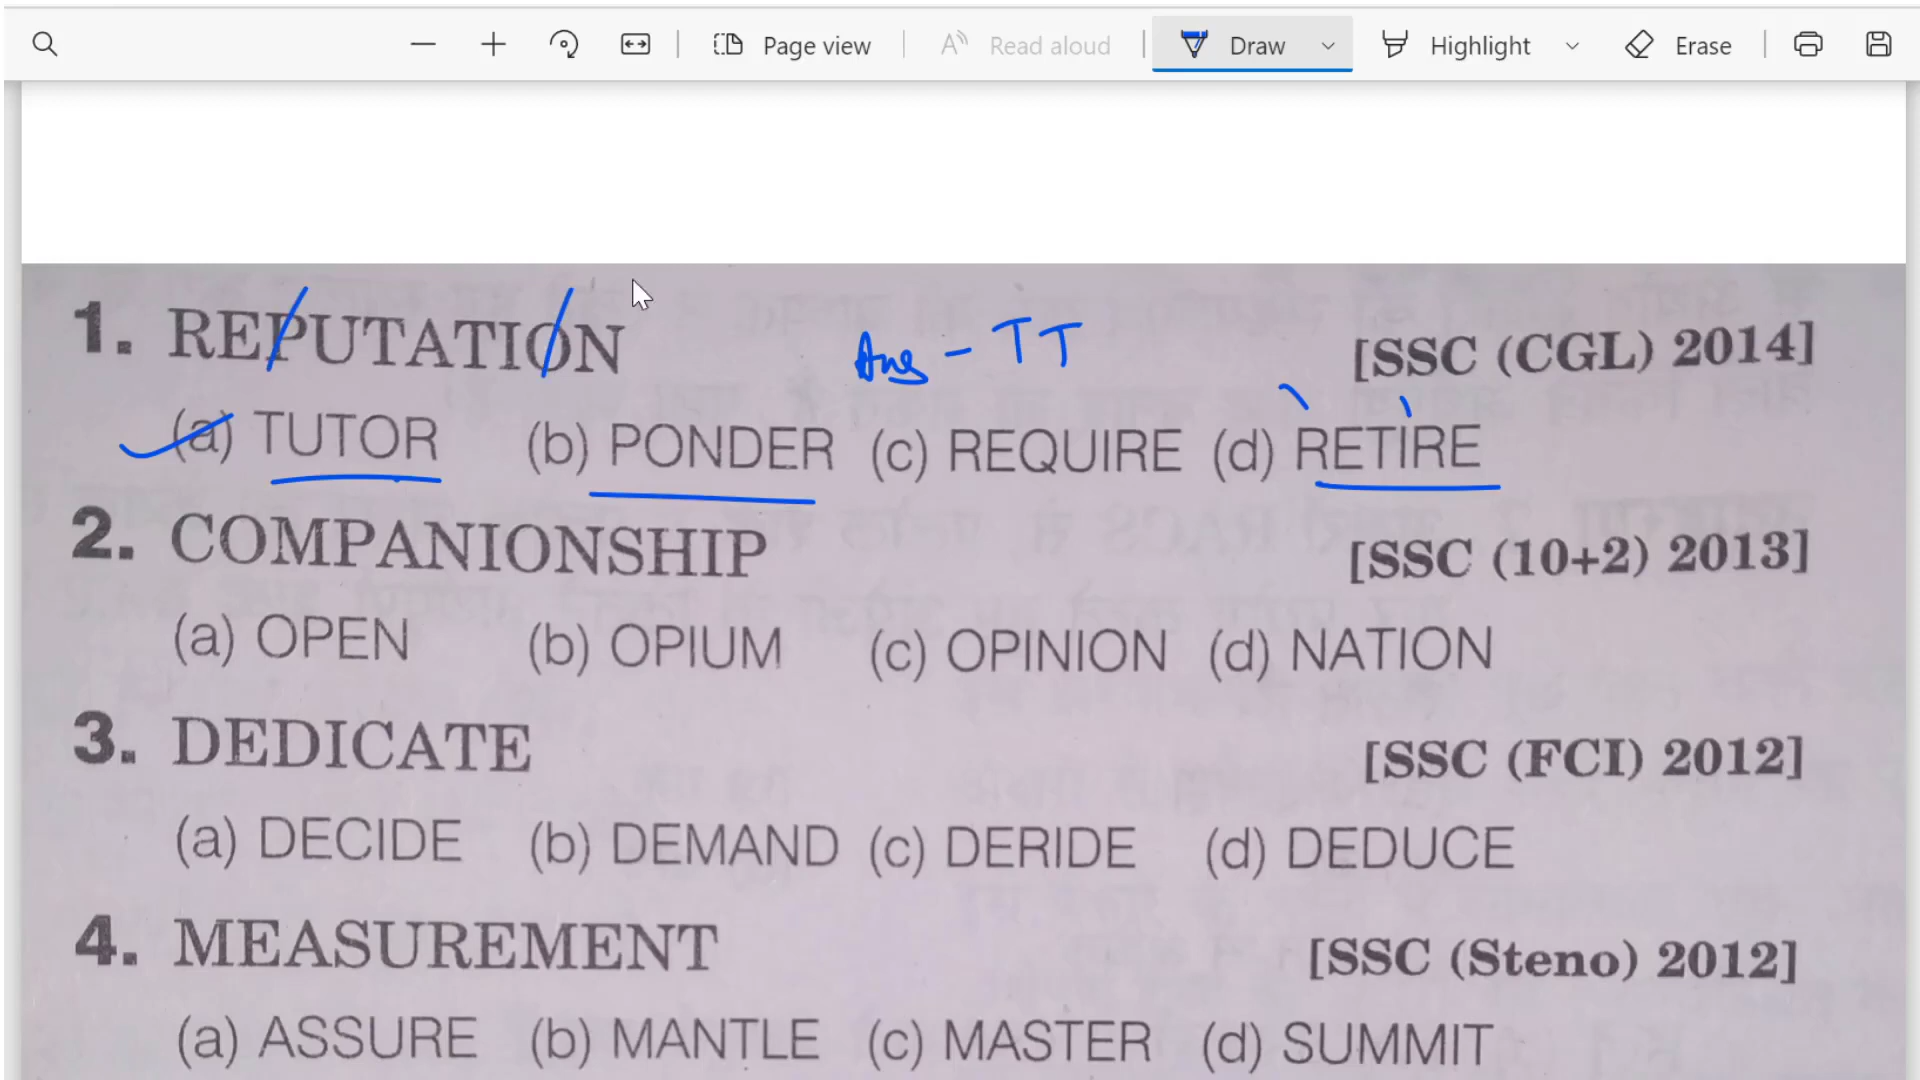 Page view Read aloud Draw Highlight Erase
1. REPUTATION Ans - TT [SSC (CGL) 2014]
(a) TUTOR (b) PONDER (c) REQUIRE (d) RETIRE
2. COMPANIONSHIP [SSC (10+2) 2013]
(a) OPEN (b) OPIUM (c) OPINION (d) NATION
3. DEDICATE [SSC (FCI) 2012]
(a) DECIDE (b) DEMAND (c) DERIDE (d) DEDUCE
4. MEASUREMENT [SSC (Steno) 2012]
(a) ASSURE (b) MANTLE (c) MASTER (d) SUMMIT